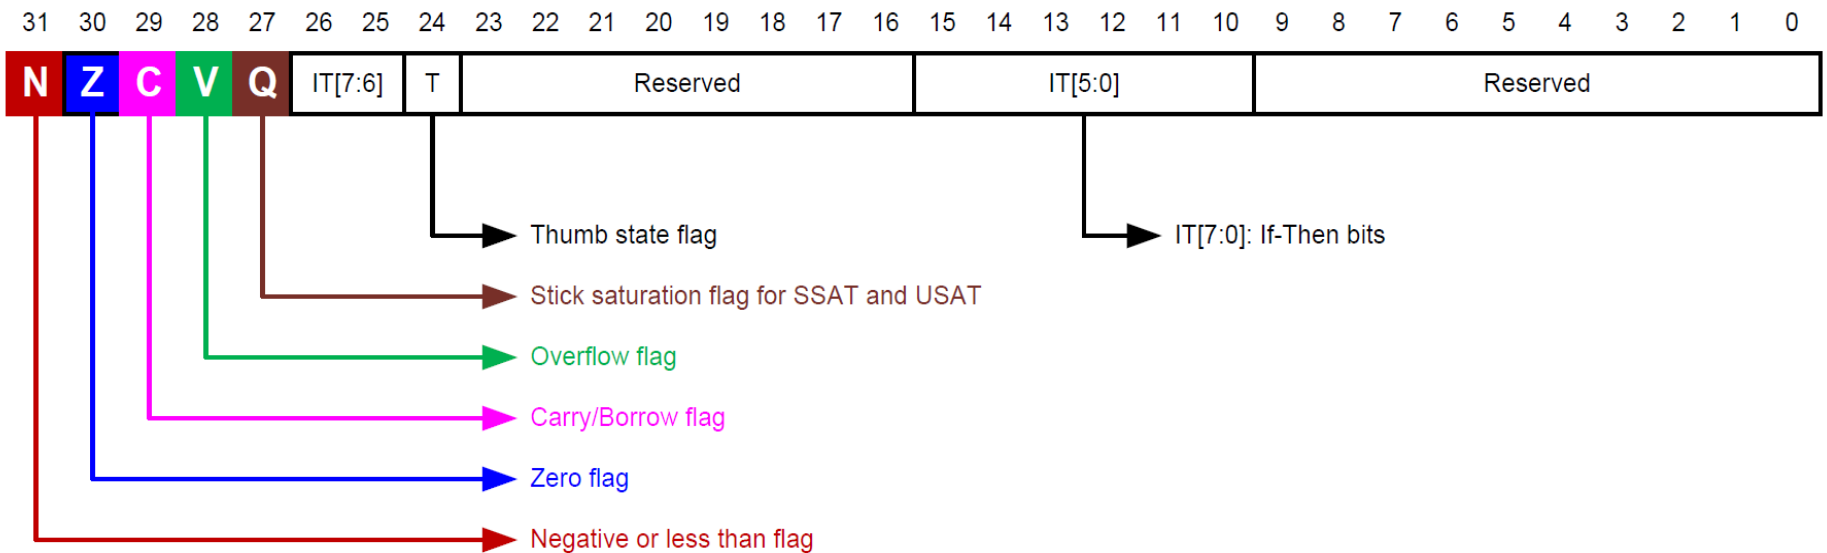 31 30 29 28 27 26 25 24 23 22 21 20 19 18 17 16 15 14 13 12 11 10 9 8 7 6 5 4 3 2 1 0
N Z C V Q IT[7:6] T Reserved IT[5:0] Reserved
Thumb state flag IT[7:0]: If-Then bits
Stick saturation flag for SSAT and USAT
Overflow flag
Carry/Borrow flag
Zero flag
Negative or less than flag